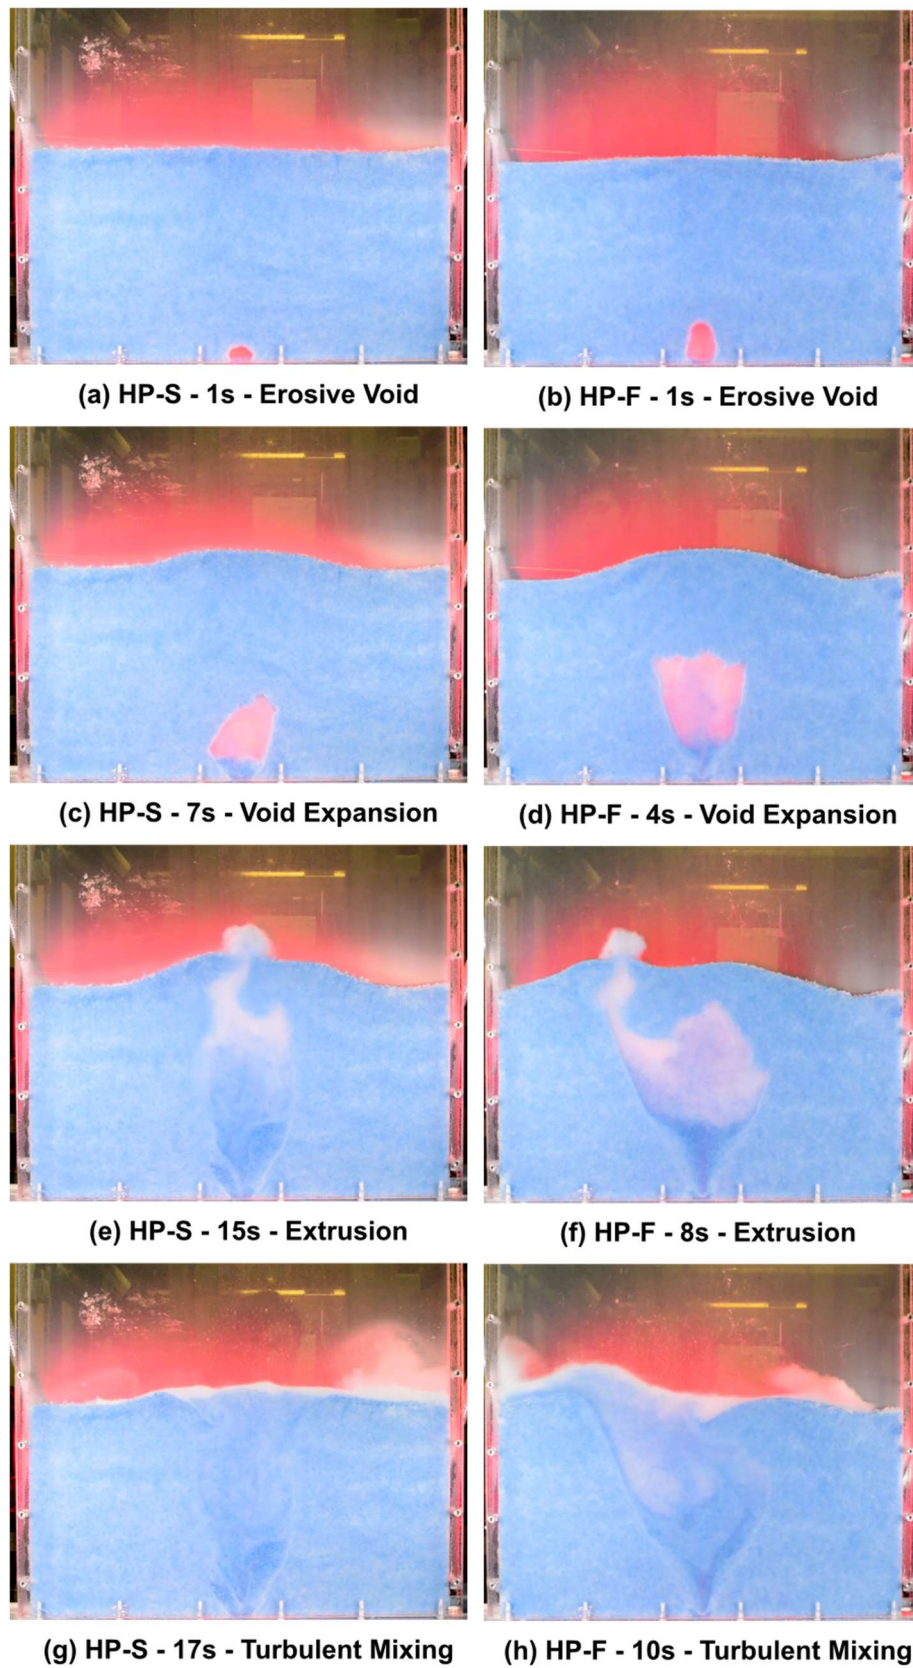 (a) HP-S - 1s - Erosive Void
(b) HP-F - 1s - Erosive Void
(c) HP-S - 7s - Void Expansion
(d) HP-F - 4s - Void Expansion
(e) HP-S - 15s - Extrusion
(f) HP-F - 8s - Extrusion
(g) HP-S - 17s - Turbulent Mixing
(h) HP-F - 10s - Turbulent Mixing